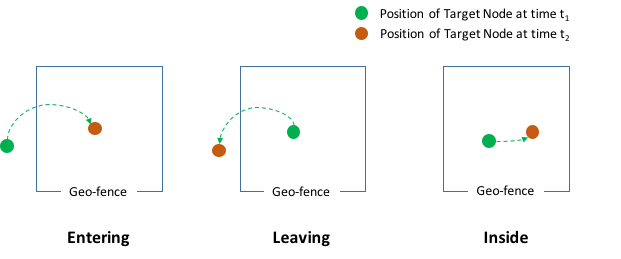 Position of Target Node at time t₁
Position of Target Node at time t₂
Geo-fence Geo-fence Geo-fence
Entering Leaving Inside